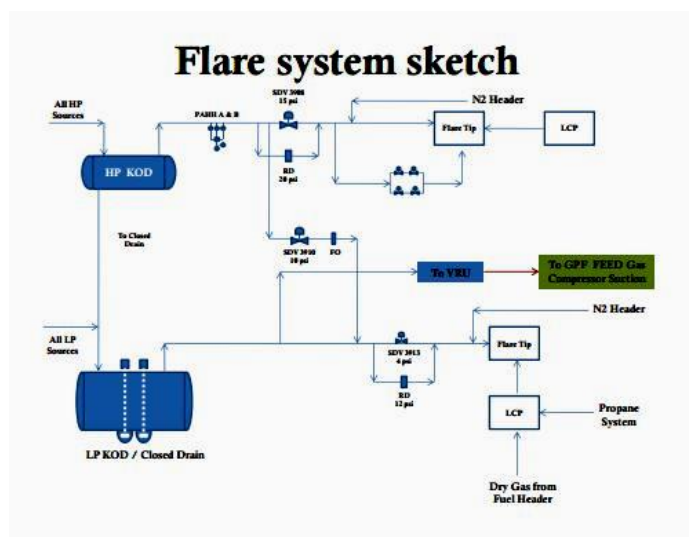 Flare system sketch
All HP
Sources
SDV 3908
15 psi
PAHH A & B
N2 Header
Flare Tip
LCP
HP KOD
RD
20 psi
To Closed
Drain
SDV 3910
10 psi
FO
To VRU
To GPF FEED Gas
Compressor Suction
N2 Header
All LP
Sources
SDV 3913
6 psi
Flare Tip
RD
12 psi
LCP
Propane
System
LP KOD / Closed Drain
Dry Gas from
Fuel Header